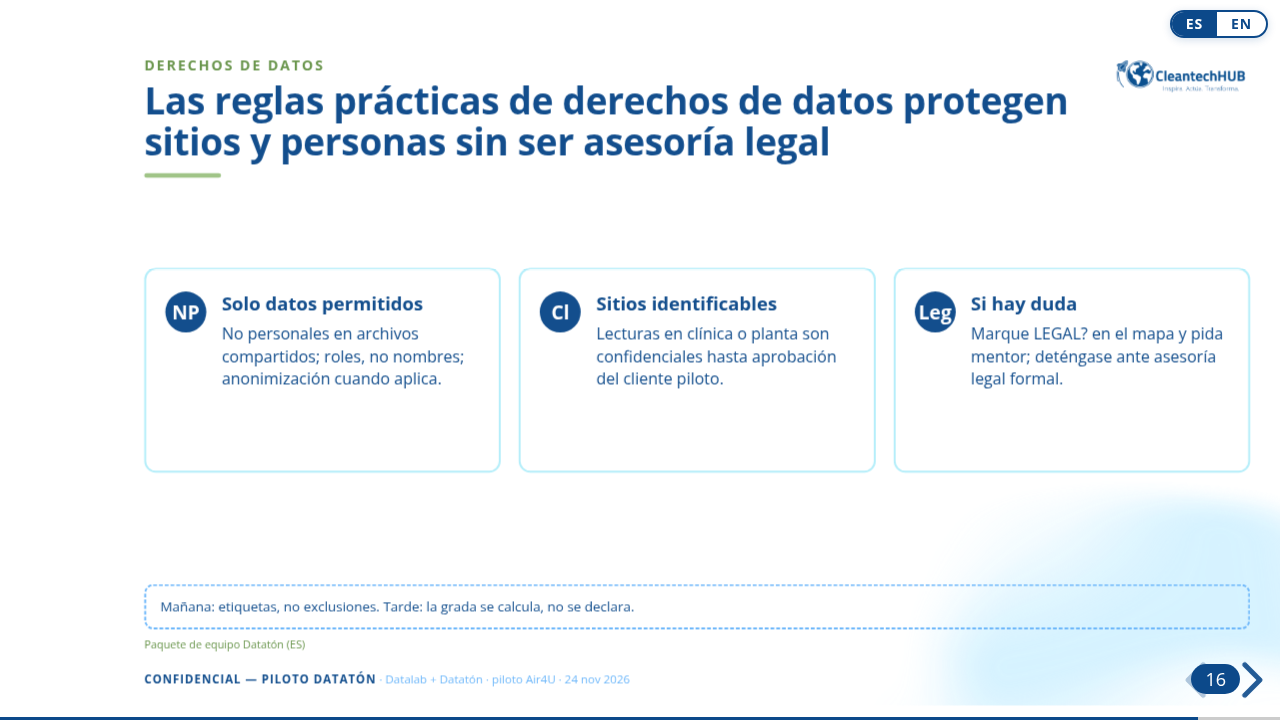 ES EN
DERECHOS DE DATOS
Las reglas prácticas de derechos de datos protegen
sitios y personas sin ser asesoría legal
CleantechHUB
Inspire. Actúa. Transforma.
NP
Solo datos permitidos
No personales en archivos
compartidos; roles, no nombres;
anonimización cuando aplica.
Cl
Sitios identificables
Lecturas en clínica o planta son
confidenciales hasta aprobación
del cliente piloto.
Leg
Si hay duda
Marque LEGAL? en el mapa y pida
mentor; deténgase ante asesoría
legal formal.
Mañana: etiquetas, no exclusiones. Tarde: la grada se calcula, no se declara.
Paquete de equipo Datatón (ES)
CONFIDENCIAL — PILOTO DATATÓN · Datalab + Datatón · piloto Air4U · 24 nov 2026
16